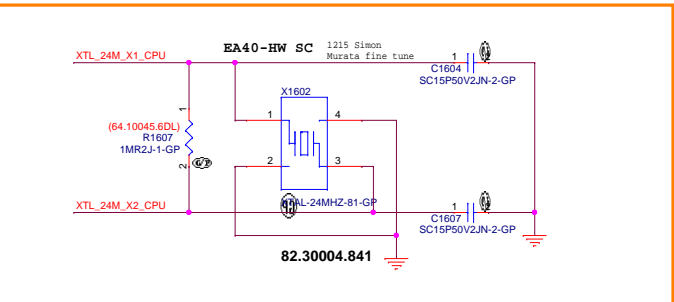 EA40-HW SC
1215 Simon
Murata fine tune
XTL_24M_X1_CPU
1
2
C1604
SC15P50V2JN-2-GP
X1602
1
4
2
3
XTAL-24MHZ-81-GP
1
(64.10045.6DL)
R1607
1MR2J-1-GP
2
XTL_24M_X2_CPU
1
2
C1607
SC15P50V2JN-2-GP
82.30004.841